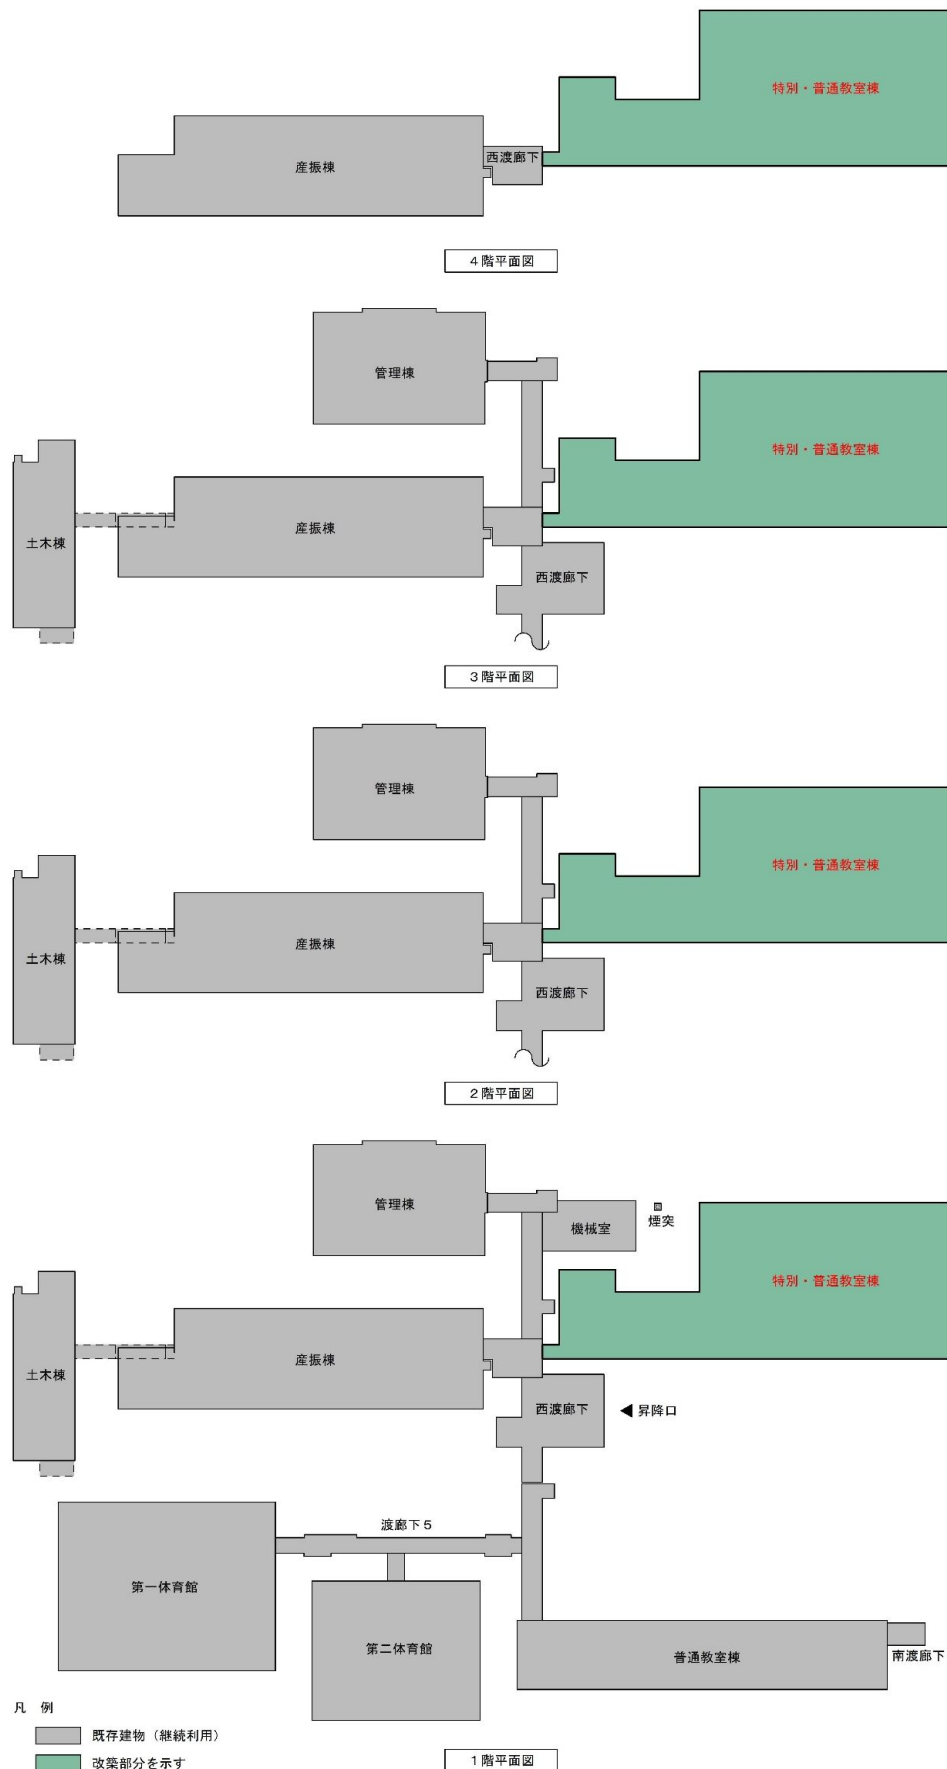 特別・普通教室棟
西渡廊下
産振棟
4階平面図
管理棟
特別・普通教室棟
産振棟
土木棟
西渡廊下
3階平面図
管理棟
特別・普通教室棟
産振棟
土木棟
西渡廊下
2階平面図
管理棟
機械室
煙突
特別・普通教室棟
産振棟
土木棟
西渡廊下
昇降口
渡廊下5
第一体育館
第二体育館
普通教室棟
南渡廊下
凡 例
既存建物（継続利用）
改築部分を示す
1階平面図